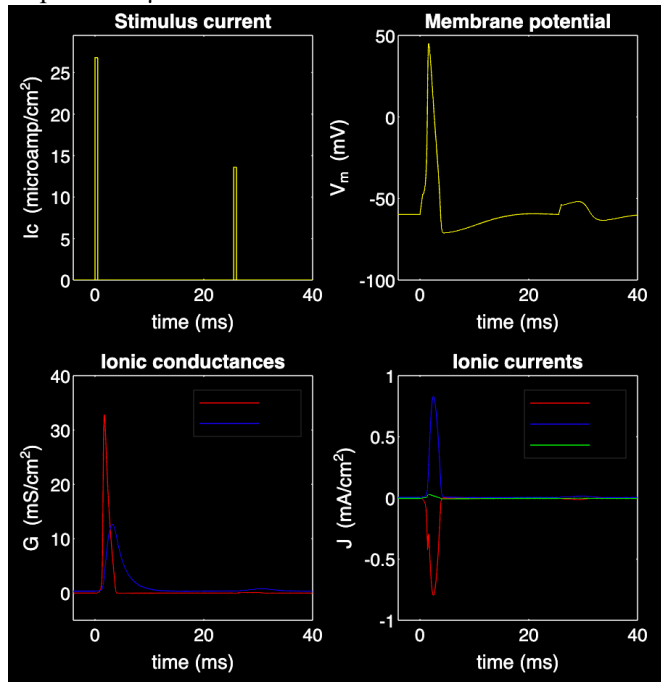 Stimulus current
Ic (microamp/cm²)
25
20
15
10
5
0
0
20
40
time (ms)
Membrane potential
Vₘ (mV)
50
0
-50
-100
0
20
40
time (ms)
Ionic conductances
G (mS/cm²)
40
30
20
10
0
0
20
40
time (ms)
Ionic currents
J (mA/cm²)
1
0.5
0
-0.5
-1
0
20
40
time (ms)